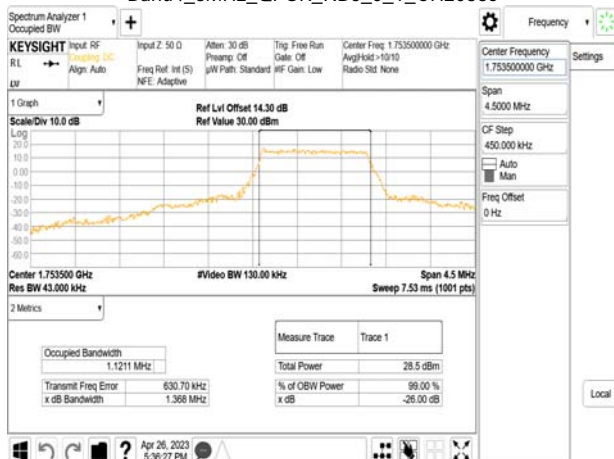 Spectrum Analyzer 1
Occupied BW
Frequency
KEYSIGHT
RL
Input: RF
Coupling: DC
Align: Auto
Input Z: 50 Ω
Freq Ref: Int (S)
NFE: Adaptive
Atten: 30 dB
Preamp: Off
µW Path: Standard
Trig: Free Run
Gate: Off
#IF Gain: Low
Center Freq: 1.753500000 GHz
Avg|Hold:>10/10
Radio Std: None
Center Frequency
1.753500000 GHz
Settings
Span
4.5000 MHz
CF Step
450.000 kHz
Auto
Man
Freq Offset
0 Hz
Local
1 Graph
Scale/Div 10.0 dB
Ref Lvl Offset 14.30 dB
Ref Value 30.00 dBm
Log
20.0
10.0
0.00
-10.0
-20.0
-30.0
-40.0
-50.0
-60.0
Center 1.753500 GHz
#Video BW 130.00 kHz
Span 4.5 MHz
Res BW 43.000 kHz
Sweep 7.53 ms (1001 pts)
2 Metrics
Measure Trace
Trace 1
Occupied Bandwidth
1.1211 MHz
Total Power
28.5 dBm
Transmit Freq Error
630.70 kHz
% of OBW Power
99.00 %
x dB Bandwidth
1.368 MHz
x dB
-26.00 dB
Apr 26, 2023
5:36:27 PM